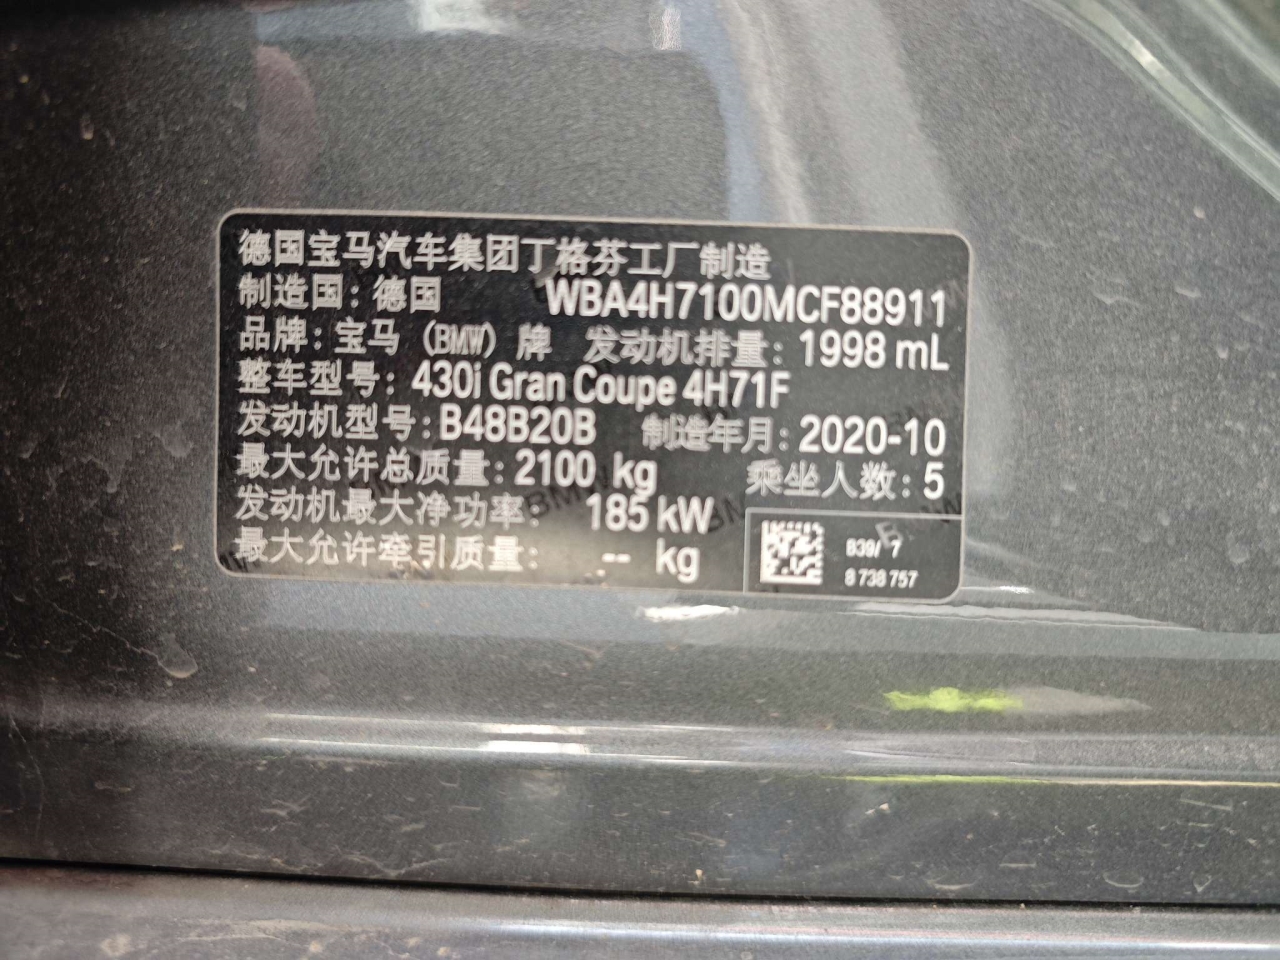 德国宝马汽车集团丁格芬工厂制造
制造国：德国 WBA4H7100MCF88911
品牌：宝马 (BMW) 牌 发动机排量：1998 mL
整车型号：430i Gran Coupe 4H71F
发动机型号：B48B20B 制造年月：2020-10
最大允许总质量：2100 kg 乘坐人数：5
发动机最大净功率： 185 kW
最大允许牵引质量： -- kg
B39/ 7
8 738 757